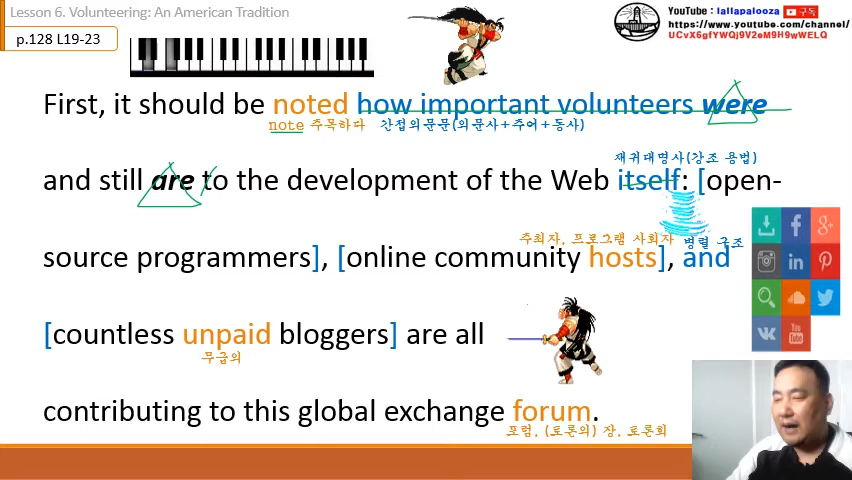 Lesson 6. Volunteering: An American Tradition
p.128 L19-23
YouTube : lallapalooza 구독
https://www.youtube.com/channel/
UCvX6gfYWQj9V2eM9H9wWELQ
First, it should be noted how important volunteers were
note 주목하다 간접의문문(의문사+주어+동사)
재귀대명사(강조 용법)
and still are to the development of the Web itself: [open-
주최자, 프로그램 사회자 병렬 구조
source programmers], [online community hosts], and
[countless unpaid bloggers] are all
무급의
contributing to this global exchange forum.
포럼, (토론의) 장, 토론회